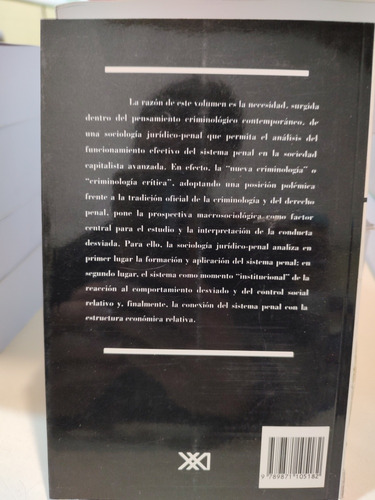 La razón de este volumen es la necesidad, surgida
dentro del pensamiento criminológico contemporáneo, de
una sociología jurídico-penal que permita el análisis del
funcionamiento efectivo del sistema penal en la sociedad
capitalista avanzada. En efecto, la “nueva criminología” o
“criminología crítica”, adoptando una posición polémica
frente a la tradición oficial de la criminología y del derecho
penal, pone la prospectiva macrosociológica como factor
central para el estudio y la interpretación de la conducta
desviada. Para ello, la sociología jurídico-penal analiza en
primer lugar la formación y aplicación del sistema penal; en
segundo lugar, el sistema como momento “institucional” de la
reacción al comportamiento desviado y del control social
relativo y, finalmente, la conexión del sistema penal con la
estructura económica relativa.
9 789871 105182